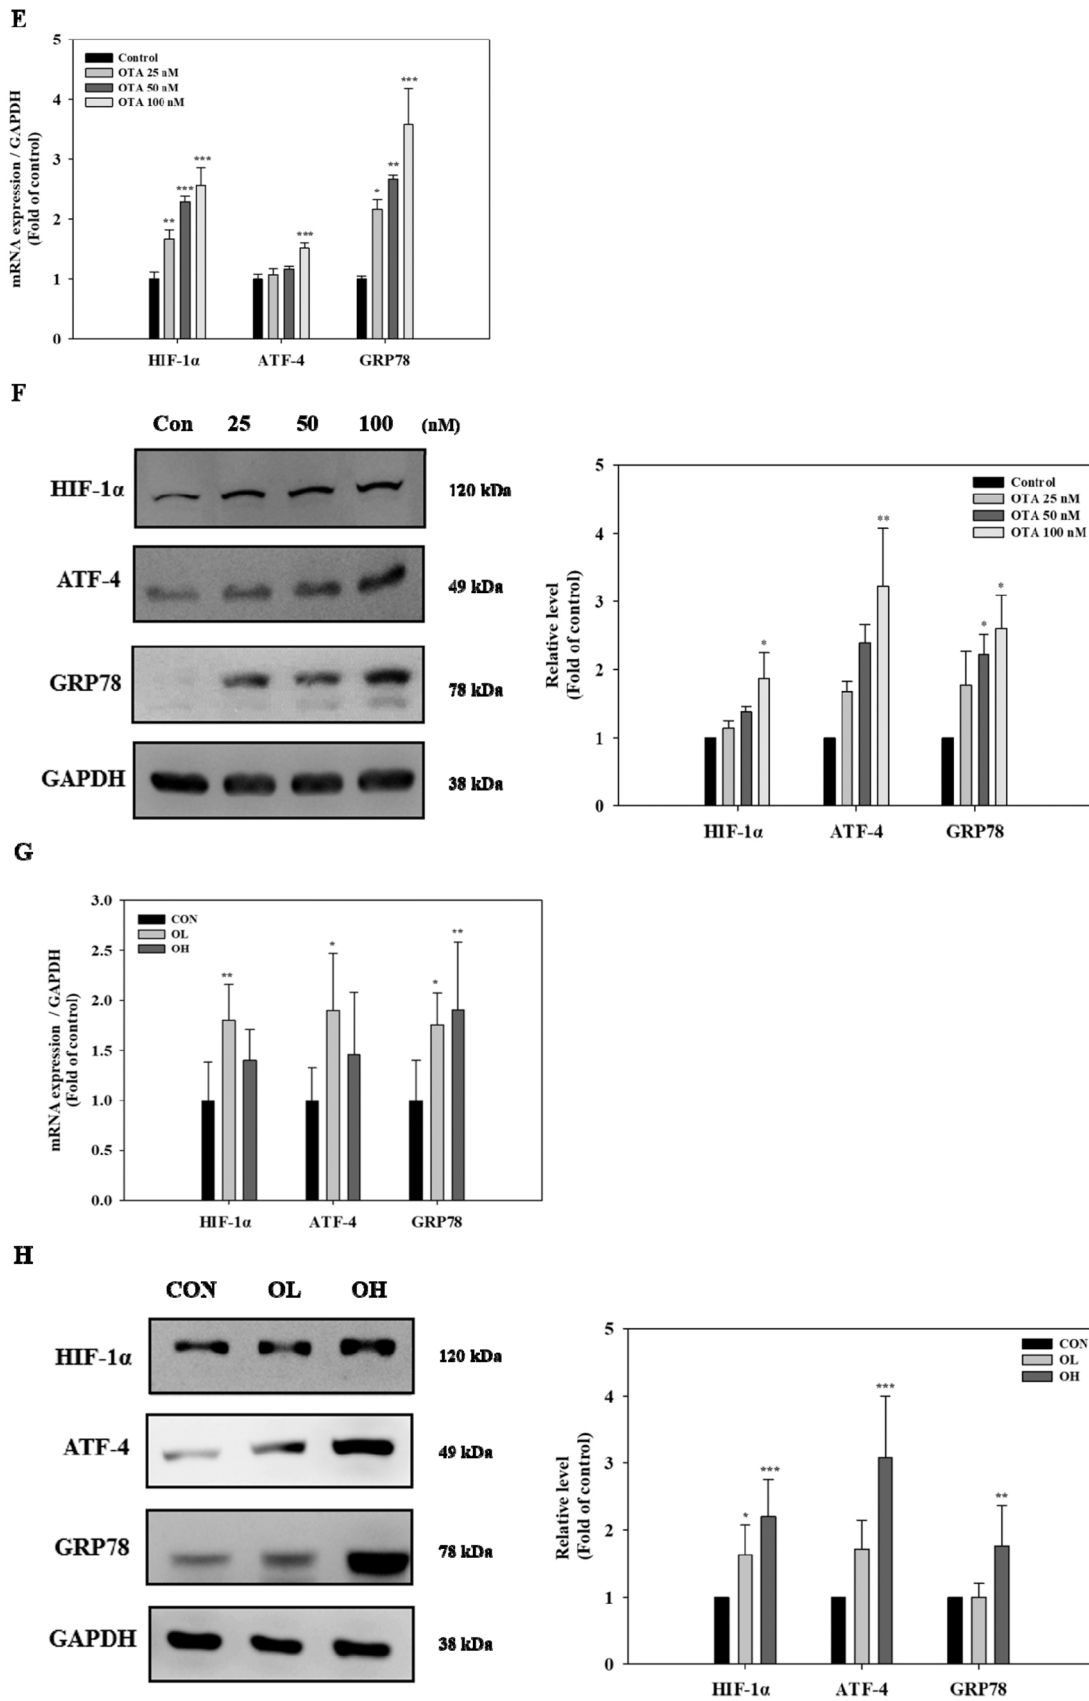 E
mRNA expression / GAPDH
(Fold of control)
5
4
3
2
1
0
Control
OTA 25 nM
OTA 50 nM
OTA 100 nM
** *** ***
***
* ** ***
HIF-1α ATF-4 GRP78
F
Con 25 50 100 (nM)
HIF-1α 120 kDa
ATF-4 49 kDa
GRP78 78 kDa
GAPDH 38 kDa
Relative level
(Fold of control)
5
4
3
2
1
0
Control
OTA 25 nM
OTA 50 nM
OTA 100 nM
*
**
* *
HIF-1α ATF-4 GRP78
G
mRNA expression / GAPDH
(Fold of control)
3.0
2.5
2.0
1.5
1.0
0.5
0.0
CON
OL
OH
**
*
* **
HIF-1α ATF-4 GRP78
H
CON OL OH
HIF-1α 120 kDa
ATF-4 49 kDa
GRP78 78 kDa
GAPDH 38 kDa
Relative level
(Fold of control)
5
4
3
2
1
0
CON
OL
OH
* ***
***
**
HIF-1α ATF-4 GRP78